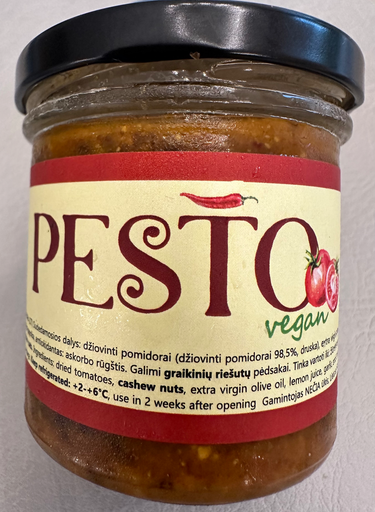 PESTO
vegan
dalys: džiovinti pomidorai (džiovinti pomidorai 98,5%, druska),
antioksidantas: askorbo rūgštis. Galimi graikinių riešutų pėdsakai. Tinka vartoti iki:
Ingredients: dried tomatoes, cashew nuts, extra virgin olive oil, lemon juice,
refrigerated: +2-+6°C, use in 2 weeks after opening Gamintojas NEČIA